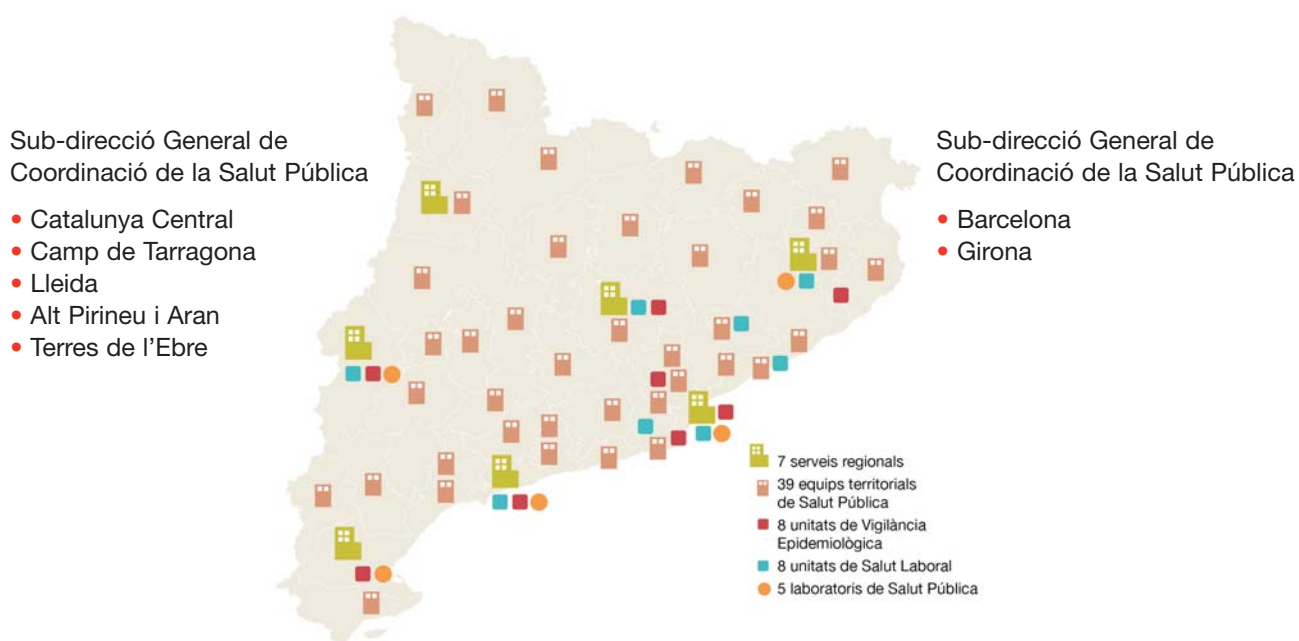 Sub-direcció General de
Coordinació de la Salut Pública
• Catalunya Central
• Camp de Tarragona
• Lleida
• Alt Pirineu i Aran
• Terres de l'Ebre
Sub-direcció General de
Coordinació de la Salut Pública
• Barcelona
• Girona
7 serveis regionals
39 equips territorials
de Salut Pública
8 unitats de Vigilància
Epidemiològica
8 unitats de Salut Laboral
5 laboratoris de Salut Pública